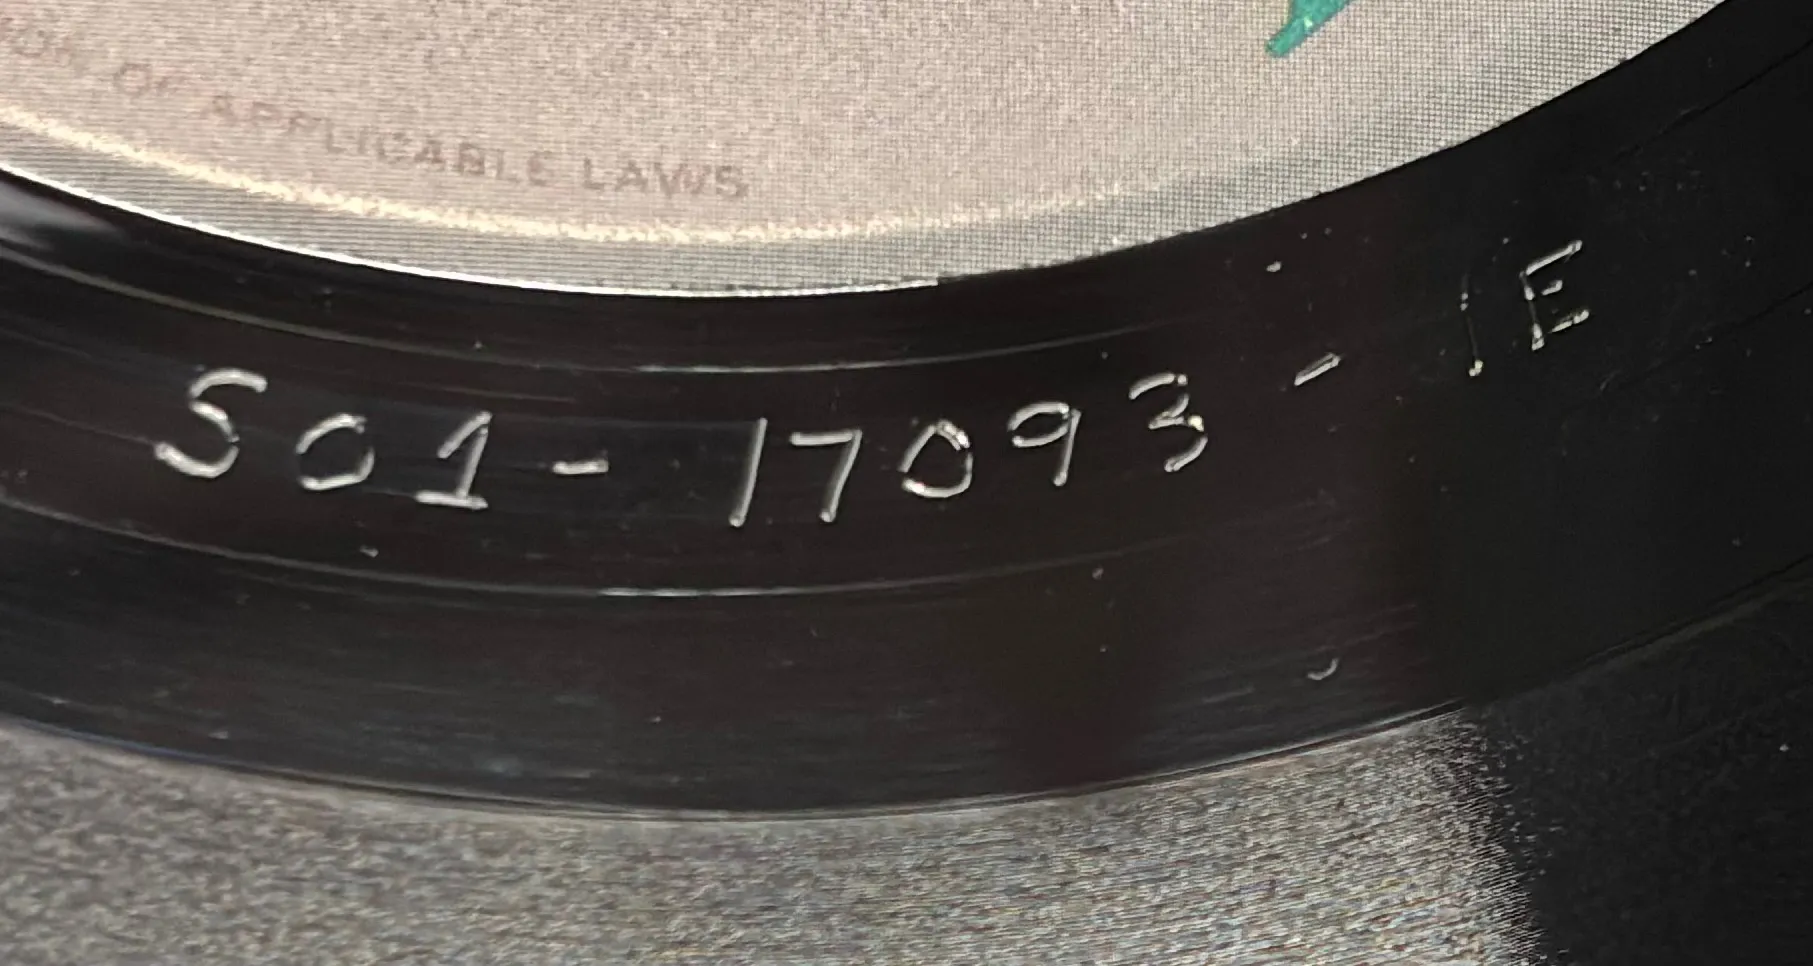 OF APPLICABLE LAWS
S01-17093-1E